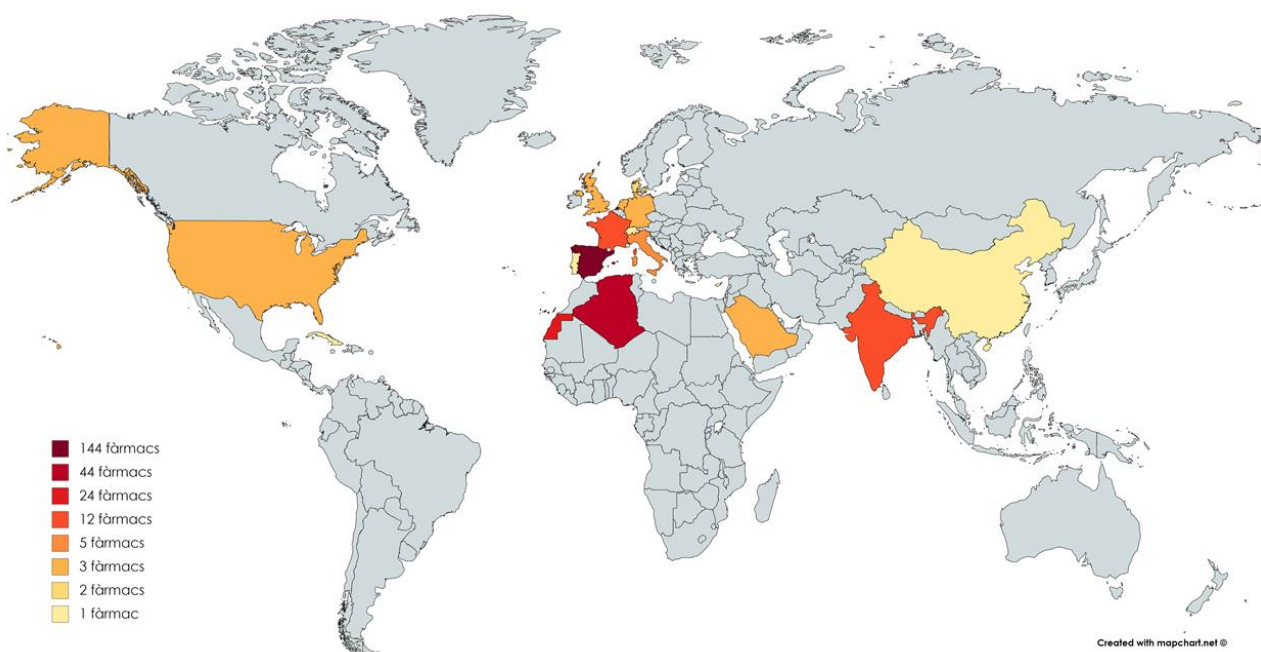 144 fàrmacs
44 fàrmacs
24 fàrmacs
12 fàrmacs
5 fàrmacs
3 fàrmacs
2 fàrmacs
1 fàrmac
Created with mapchart.net ©